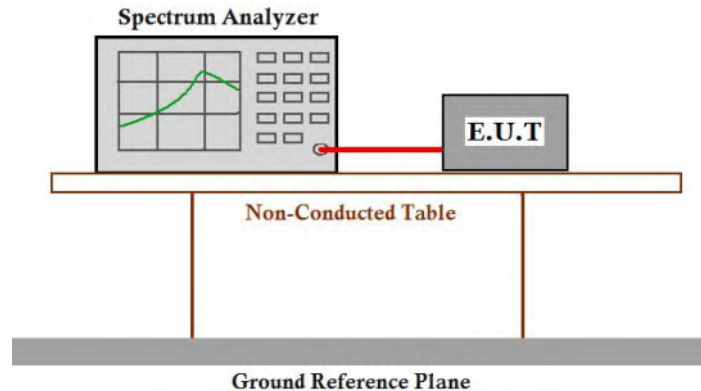 Spectrum Analyzer
E.U.T
Non-Conducted Table
Ground Reference Plane